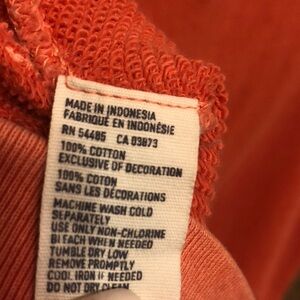 MADE IN INDONESIA
FABRIQUÉ EN INDONÉSIE
RN 54485 CA 03873
100% COTTON
EXCLUSIVE OF DECORATION
100% COTON
SANS LES DÉCORATIONS
MACHINE WASH COLD
SEPARATELY
USE ONLY NON-CHLORINE
BLEACH WHEN NEEDED
TUMBLE DRY LOW
REMOVE PROMPTLY
COOL IRON IF NEEDED
DO NOT DRY CLEAN